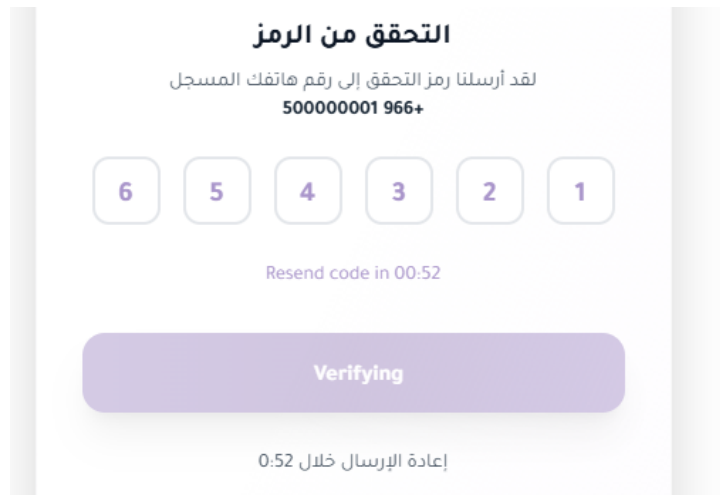 التحقق من الرمز
لقد أرسلنا رمز التحقق إلى رقم هاتفك المسجل
500000001 966+
6 5 4 3 2 1
Resend code in 00:52
Verifying
إعادة الإرسال خلال 0:52